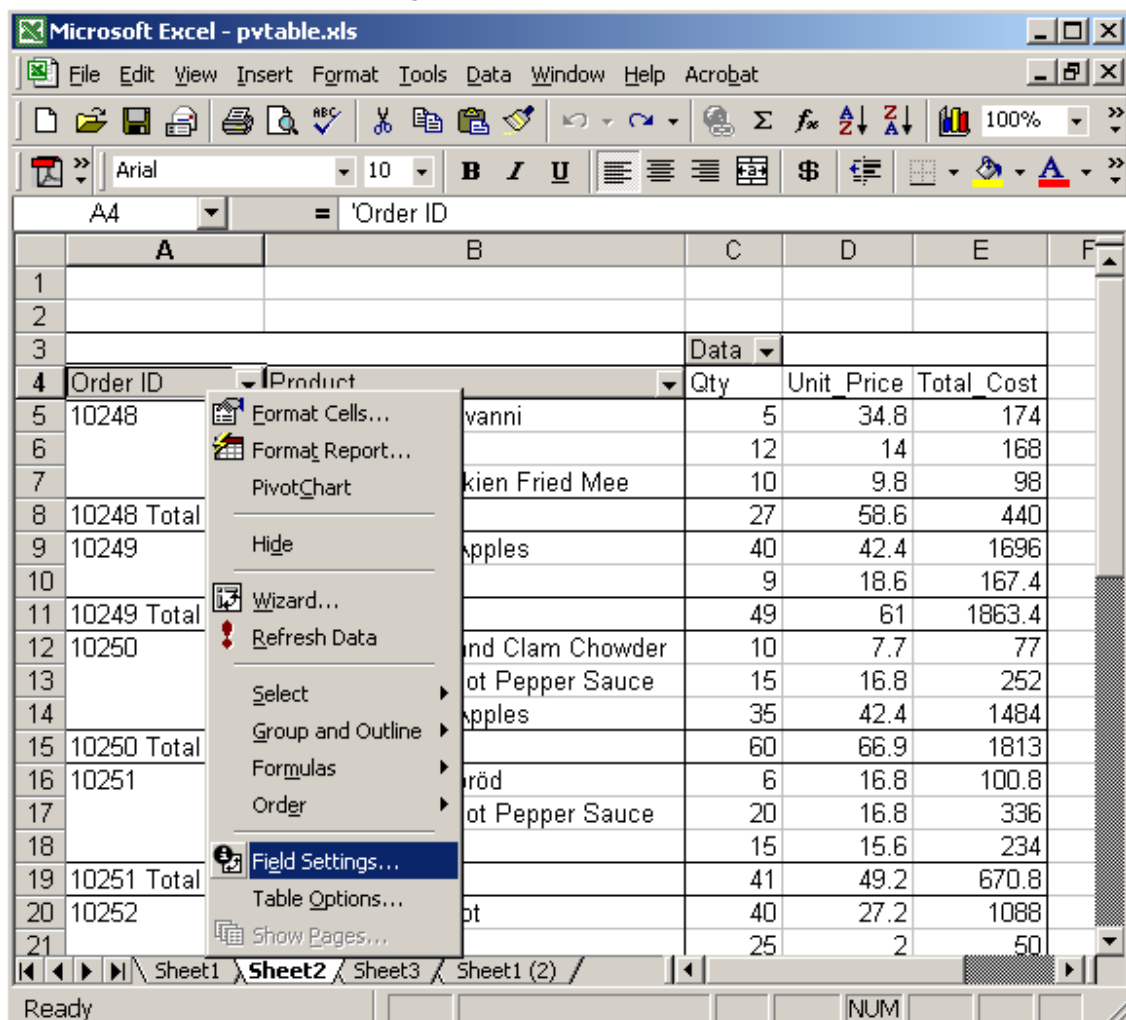 Microsoft Excel - pvtable.xls
File Edit View Insert Format Tools Data Window Help Acrobat
ABC Σ fx A Z Z A 100% »
» Arial 10 B I U $ A »
A4 = 'Order ID
A B C D E F
1
2
3 Data
4 Order ID Product Qty Unit_Price Total_Cost
5 10248 Format Cells... vanni 5 34.8 174
6 Format Report... 12 14 168
7 PivotChart kien Fried Mee 10 9.8 98
8 10248 Total 27 58.6 440
9 10249 Hide Apples 40 42.4 1696
10 Wizard... 9 18.6 167.4
11 10249 Total 49 61 1863.4
12 10250 Refresh Data and Clam Chowder 10 7.7 77
13 Select ot Pepper Sauce 15 16.8 252
14 Group and Outline Apples 35 42.4 1484
15 10250 Total 60 66.9 1813
16 10251 Formulas röd 6 16.8 100.8
17 Order ot Pepper Sauce 20 16.8 336
18 Field Settings... 15 15.6 234
19 10251 Total 41 49.2 670.8
20 10252 Table Options... ot 40 27.2 1088
21 Show Pages... 25 2 50
Sheet1 Sheet2 Sheet3 Sheet1 (2)
Ready NUM